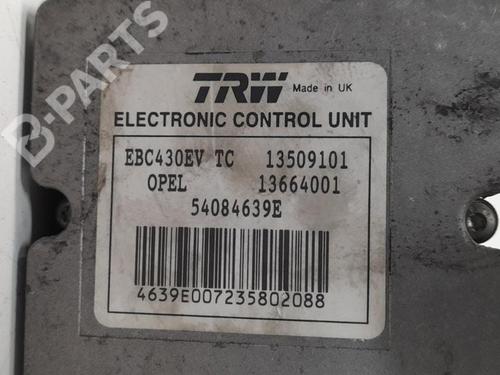 B-PARTS
TRW Made in UK
ELECTRONIC CONTROL UNIT
EBC430EV TC 13509101
OPEL 13664001
54084639E
4639E007235802088